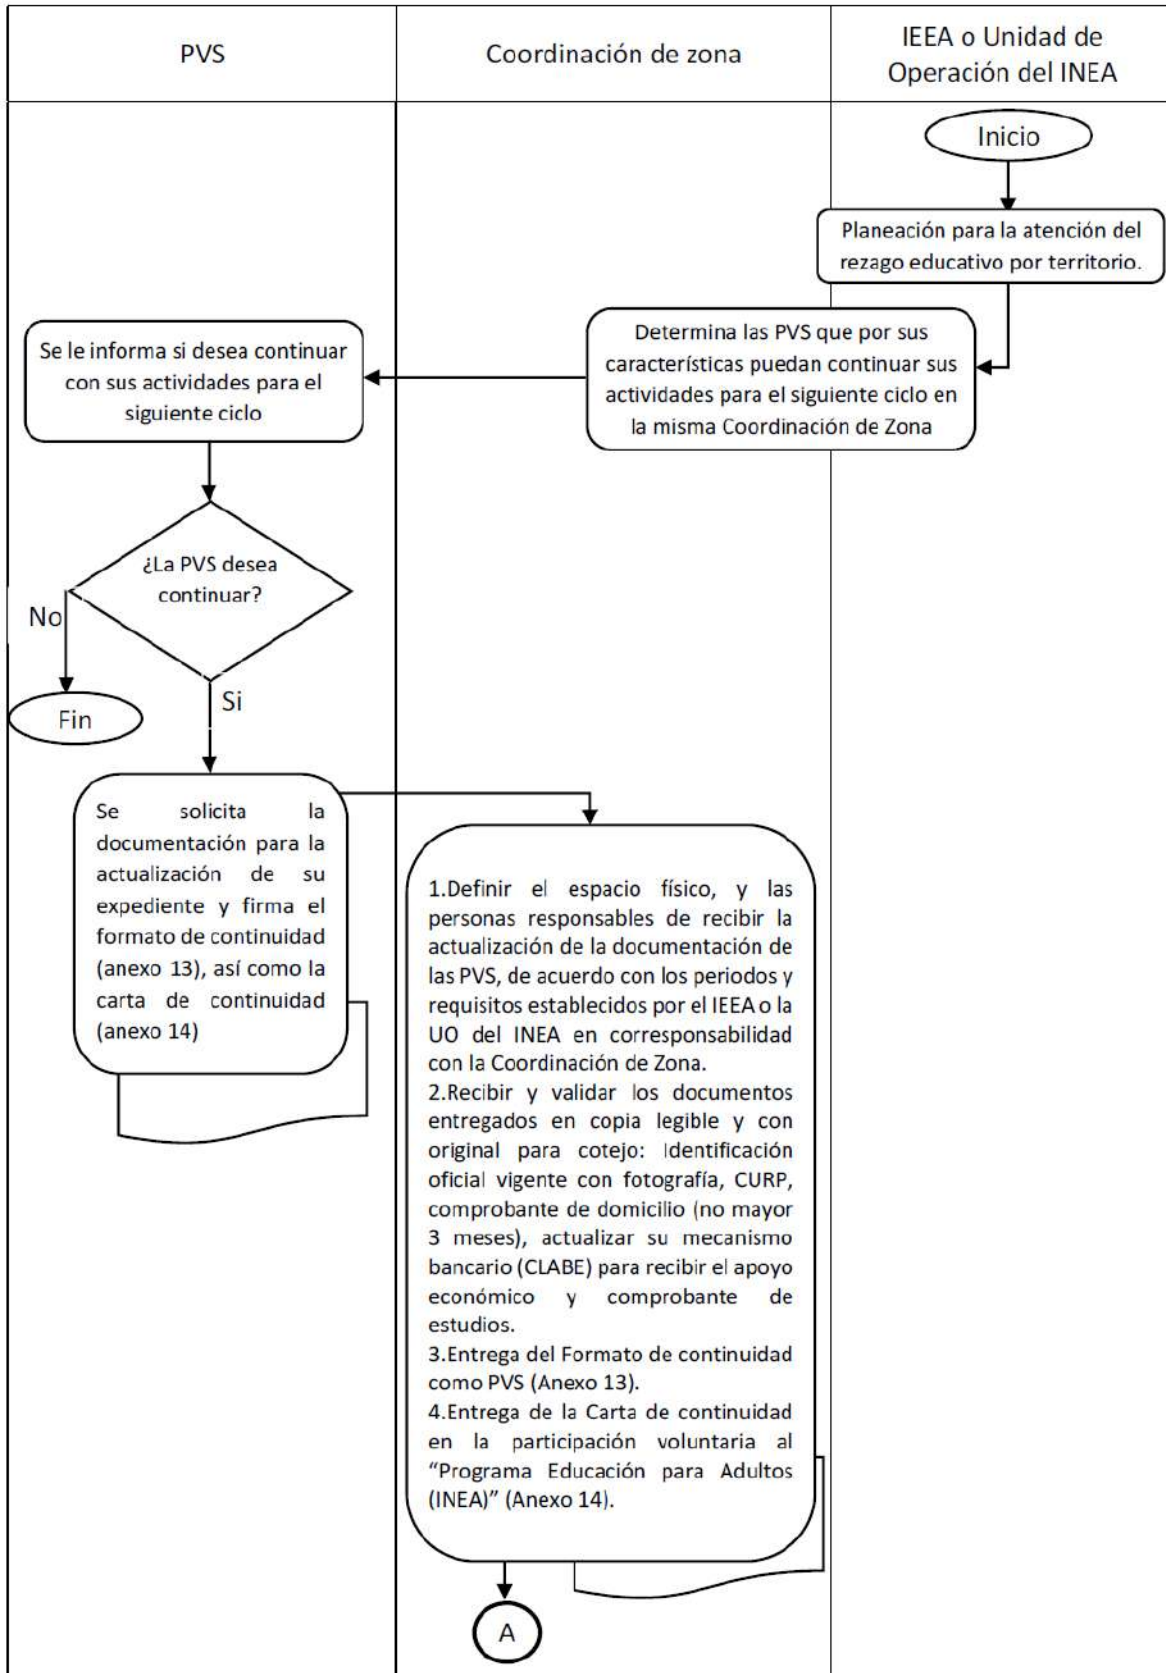 PVS
Coordinación de zona
IEEA o Unidad de
Operación del INEA
Inicio
Planeación para la atención del
rezago educativo por territorio.
Determina las PVS que por sus
características puedan continuar sus
actividades para el siguiente ciclo en
la misma Coordinación de Zona
Se le informa si desea continuar
con sus actividades para el
siguiente ciclo
¿La PVS desea
continuar?
No
Fin
Si
Se solicita la
documentación para la
actualización de su
expediente y firma el
formato de continuidad
(anexo 13), así como la
carta de continuidad
(anexo 14)
1.Definir el espacio físico, y las
personas responsables de recibir la
actualización de la documentación de
las PVS, de acuerdo con los periodos y
requisitos establecidos por el IEEA o la
UO del INEA en corresponsabilidad
con la Coordinación de Zona.
2.Recibir y validar los documentos
entregados en copia legible y con
original para cotejo: Identificación
oficial vigente con fotografía, CURP,
comprobante de domicilio (no mayor
3 meses), actualizar su mecanismo
bancario (CLABE) para recibir el apoyo
económico y comprobante de
estudios.
3.Entrega del Formato de continuidad
como PVS (Anexo 13).
4.Entrega de la Carta de continuidad
en la participación voluntaria al
“Programa Educación para Adultos
(INEA)” (Anexo 14).
A